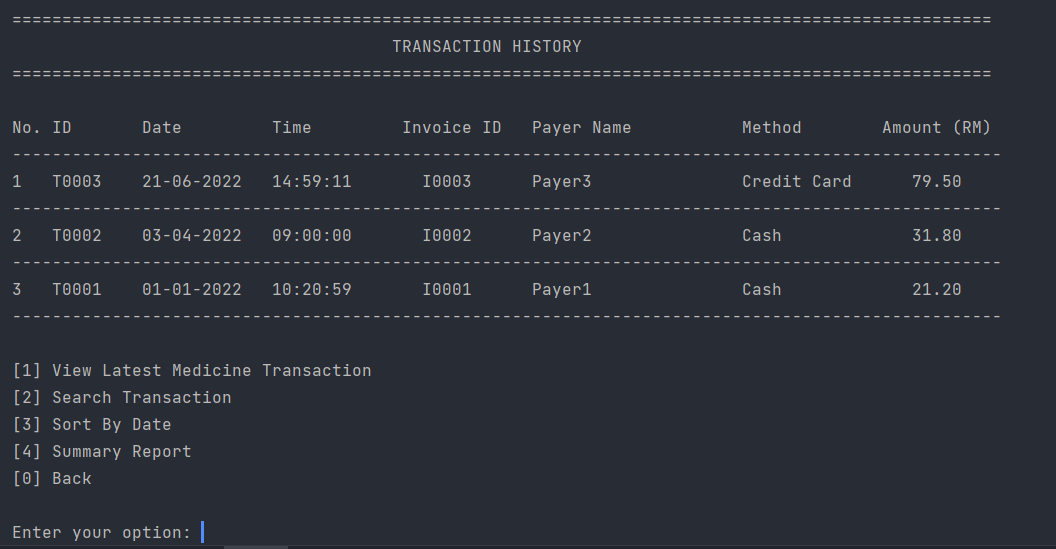 ==================================================================================================
TRANSACTION HISTORY
==================================================================================================
No. ID       Date         Time         Invoice ID   Payer Name           Method        Amount (RM)
---------------------------------------------------------------------------------------------------
1   T0003    21-06-2022   14:59:11       I0003      Payer3               Credit Card      79.50
---------------------------------------------------------------------------------------------------
2   T0002    03-04-2022   09:00:00       I0002      Payer2               Cash             31.80
---------------------------------------------------------------------------------------------------
3   T0001    01-01-2022   10:20:59       I0001      Payer1               Cash             21.20
---------------------------------------------------------------------------------------------------
[1] View Latest Medicine Transaction
[2] Search Transaction
[3] Sort By Date
[4] Summary Report
[0] Back
Enter your option: